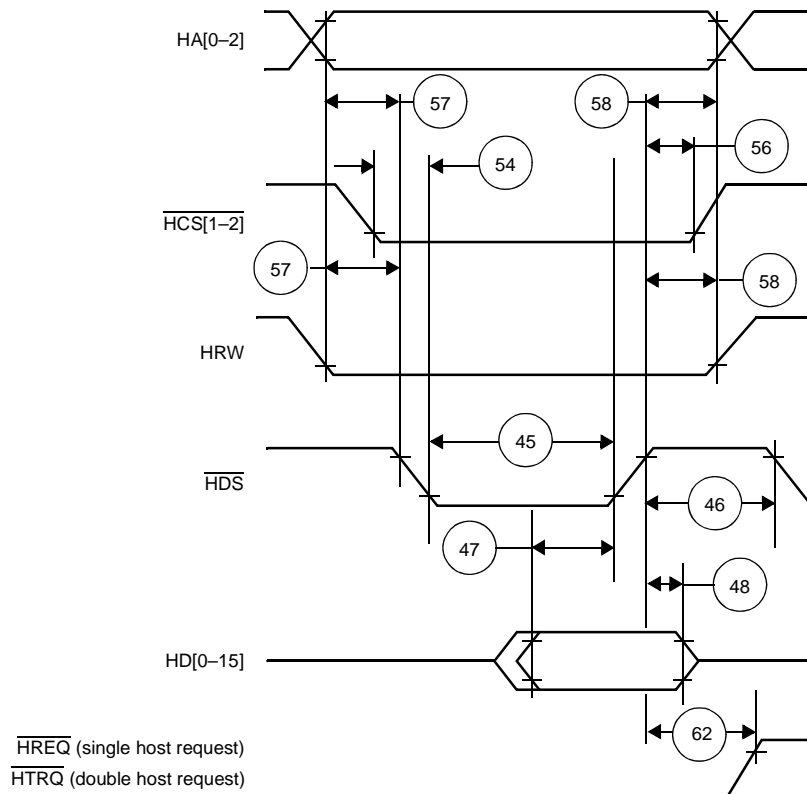 HA[0–2]
57
58
54
56
HCS[1–2]
57
58
HRW
45
HDS
46
47
48
HD[0–15]
62
HREQ (single host request)
HTRQ (double host request)